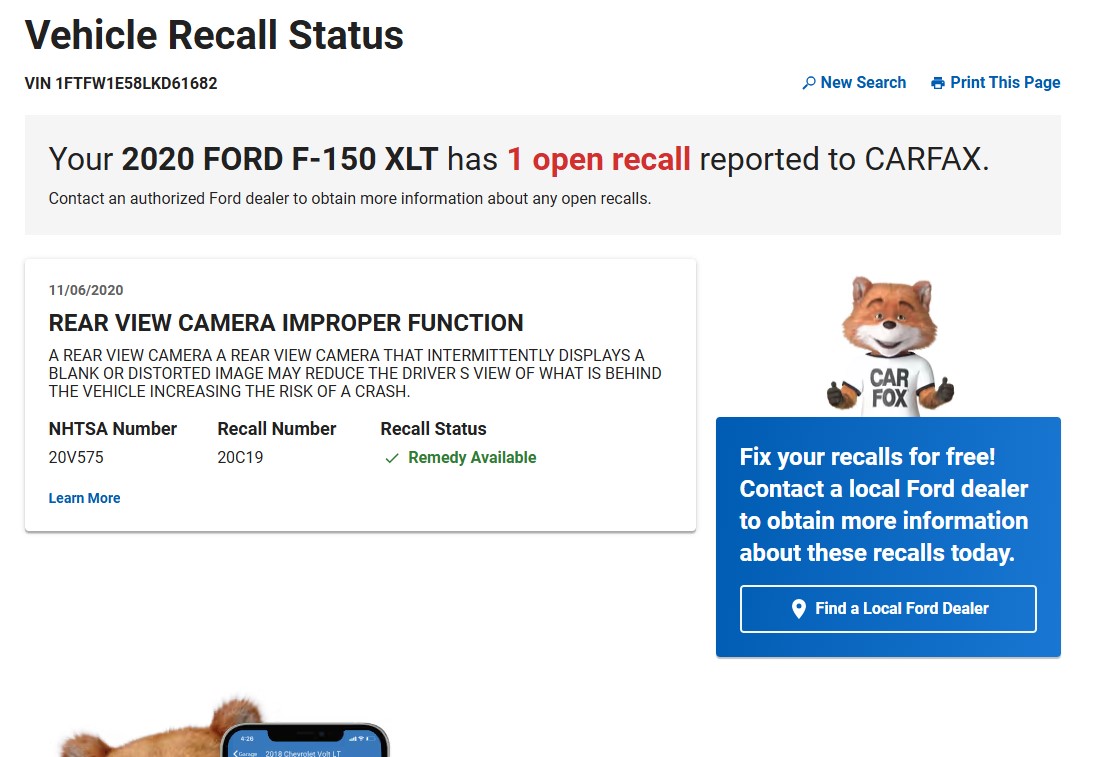 Vehicle Recall Status
VIN 1FTFW1E58LKD61682
New Search
Print This Page
Your 2020 FORD F-150 XLT has 1 open recall reported to CARFAX.
Contact an authorized Ford dealer to obtain more information about any open recalls.
11/06/2020
REAR VIEW CAMERA IMPROPER FUNCTION
A REAR VIEW CAMERA A REAR VIEW CAMERA THAT INTERMITTENTLY DISPLAYS A
BLANK OR DISTORTED IMAGE MAY REDUCE THE DRIVER S VIEW OF WHAT IS BEHIND
THE VEHICLE INCREASING THE RISK OF A CRASH.
NHTSA Number Recall Number Recall Status
20V575 20C19 Remedy Available
Learn More
CAR
FOX
Fix your recalls for free!
Contact a local Ford dealer
to obtain more information
about these recalls today.
Find a Local Ford Dealer
4:26
Garage 2018 Chevrolet Volt LT